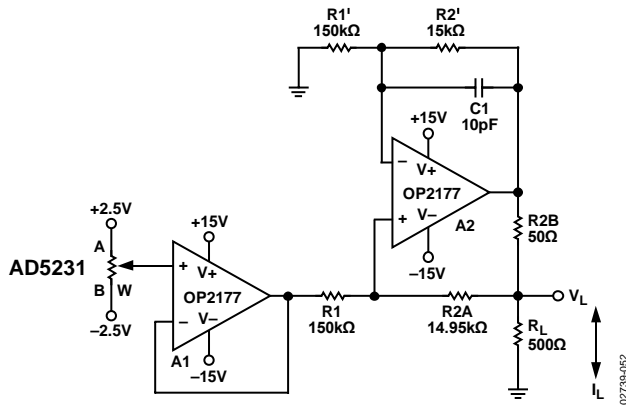 R1'
150kΩ
R2'
15kΩ
C1
10pF
+15V
−
V+
OP2177
+
V−
A2
−15V
R2B
50Ω
+2.5V
A
AD5231
B
W
−2.5V
+15V
+
V+
OP2177
−
V−
A1
−15V
R1
150kΩ
R2A
14.95kΩ
VL
RL
500Ω
IL
02739-052